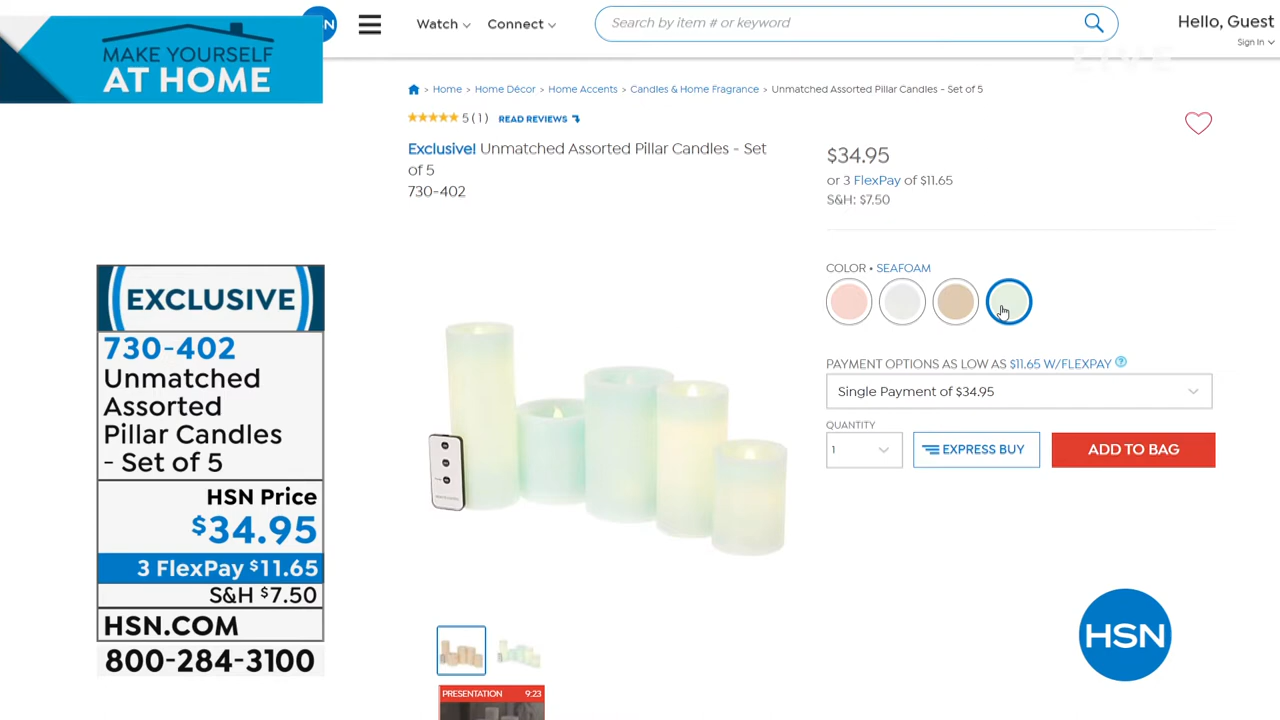 MAKE YOURSELF
AT HOME
Watch
Connect
Search by item # or keyword
Hello, Guest
Sign In
LIVE
> Home > Home Décor > Home Accents > Candles & Home Fragrance > Unmatched Assorted Pillar Candles - Set of 5
5 ( 1 ) READ REVIEWS
Exclusive! Unmatched Assorted Pillar Candles - Set
of 5
730-402
$34.95
or 3 FlexPay of $11.65
S&H: $7.50
COLOR • SEAFOAM
PAYMENT OPTIONS AS LOW AS $11.65 W/FLEXPAY ?
Single Payment of $34.95
QUANTITY
1
EXPRESS BUY
ADD TO BAG
EXCLUSIVE
730-402
Unmatched
Assorted
Pillar Candles
- Set of 5
HSN Price
$34.95
3 FlexPay $11.65
S&H $7.50
HSN.COM
800-284-3100
PRESENTATION 9:23
HSN